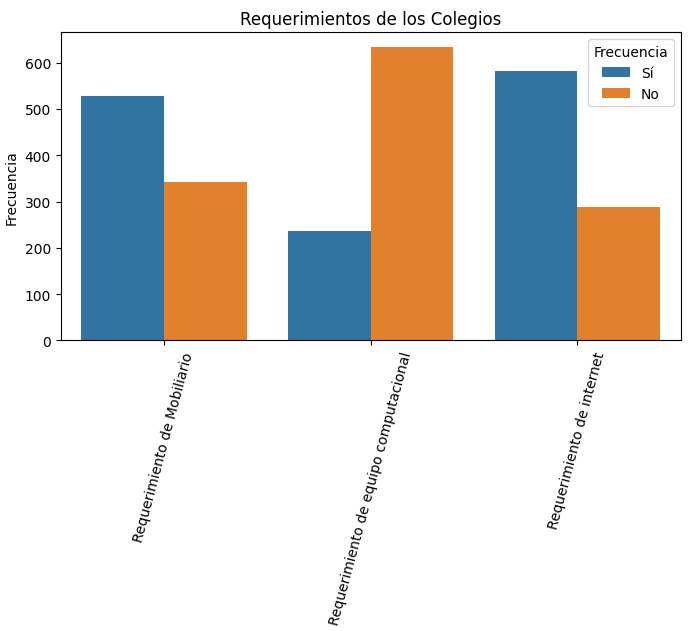 Requerimientos de los Colegios
Frecuencia
600
500
400
300
200
100
0
Frecuencia
Sí
No
Requerimiento de Mobiliario
Requerimiento de equipo computacional
Requerimiento de internet